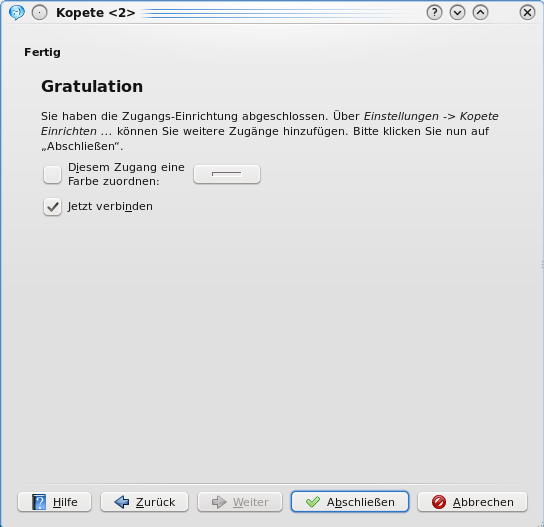 Kopete <2>
Fertig
Gratulation
Sie haben die Zugangs-Einrichtung abgeschlossen. Über Einstellungen -> Kopete
Einrichten ... können Sie weitere Zugänge hinzufügen. Bitte klicken Sie nun auf
„Abschließen“.
Diesem Zugang eine
Farbe zuordnen:
Jetzt verbinden
Hilfe
Zurück
Weiter
Abschließen
Abbrechen